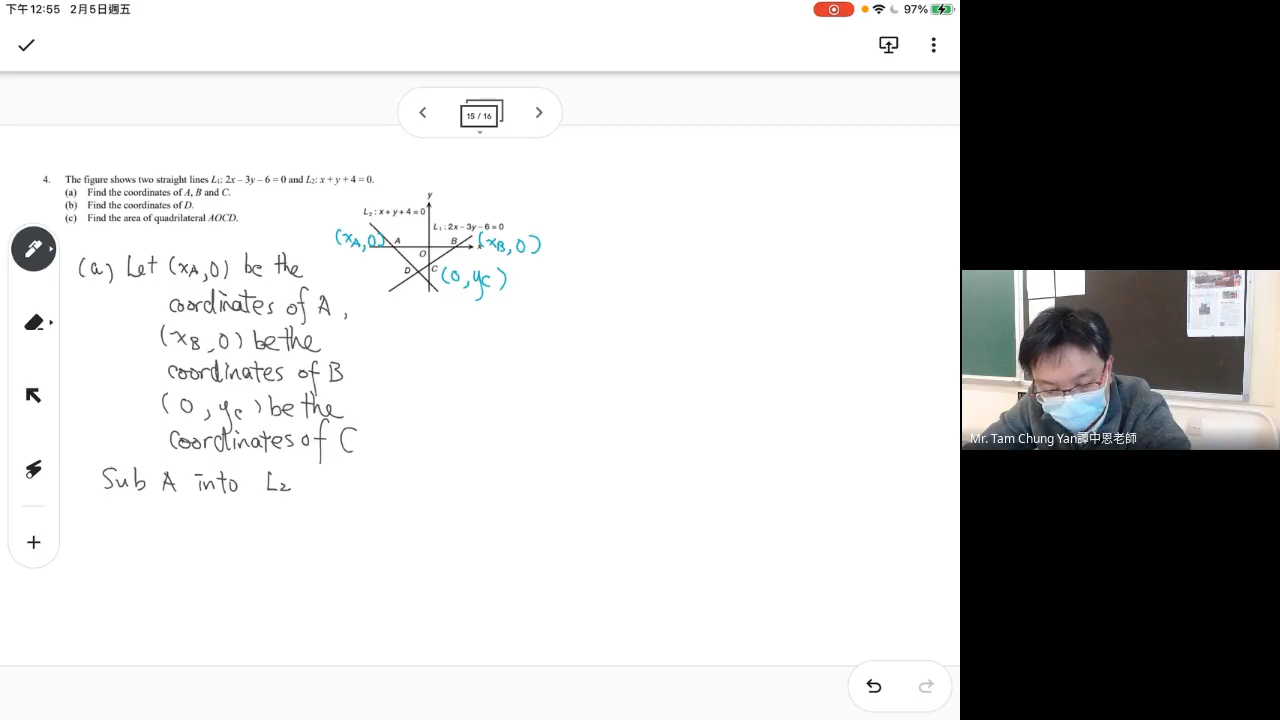 下午12:55 2月5日週五
97%
15 / 16
4. The figure shows two straight lines L₁: 2x – 3y – 6 = 0 and L₂: x + y + 4 = 0.
(a) Find the coordinates of A, B and C.
(b) Find the coordinates of D.
(c) Find the area of quadrilateral AOCD.
y
L₂ : x + y + 4 = 0
L₁ : 2x – 3y – 6 = 0
(xA, 0) A B x (xB, 0)
O
D C (0, yc)
(a) Let (xA, 0) be the
coordinates of A,
(xB, 0) be the
coordinates of B
(0, yc) be the
coordinates of C
Sub A into L₂
Mr. Tam Chung Yan譚中恩老師